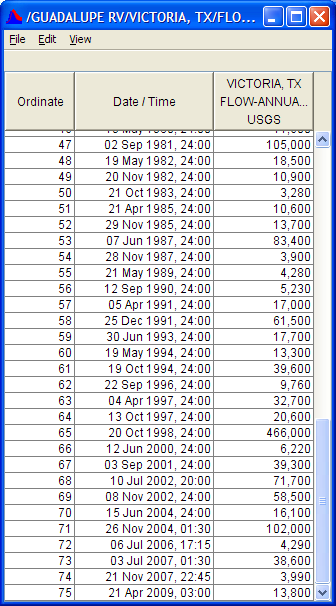 /GUADALUPE RV/VICTORIA, TX/FLO...
File Edit View
Ordinate Date / Time VICTORIA, TX
FLOW-ANNUA...
USGS
47 02 Sep 1981, 24:00 105,000
48 19 May 1982, 24:00 18,500
49 20 Nov 1982, 24:00 10,900
50 21 Oct 1983, 24:00 3,280
51 21 Apr 1985, 24:00 10,600
52 29 Nov 1985, 24:00 13,700
53 07 Jun 1987, 24:00 83,400
54 28 Nov 1987, 24:00 3,900
55 21 May 1989, 24:00 4,280
56 12 Sep 1990, 24:00 5,230
57 05 Apr 1991, 24:00 17,000
58 25 Dec 1991, 24:00 61,500
59 30 Jun 1993, 24:00 17,700
60 19 May 1994, 24:00 13,300
61 19 Oct 1994, 24:00 39,600
62 22 Sep 1996, 24:00 9,760
63 04 Apr 1997, 24:00 32,700
64 13 Oct 1997, 24:00 20,600
65 20 Oct 1998, 24:00 466,000
66 12 Jun 2000, 24:00 6,220
67 03 Sep 2001, 24:00 39,300
68 10 Jul 2002, 20:00 71,700
69 08 Nov 2002, 24:00 58,500
70 15 Jun 2004, 24:00 16,100
71 26 Nov 2004, 01:30 102,000
72 06 Jul 2006, 17:15 4,290
73 03 Jul 2007, 01:30 38,600
74 21 Nov 2007, 22:45 3,990
75 21 Apr 2009, 03:00 13,800